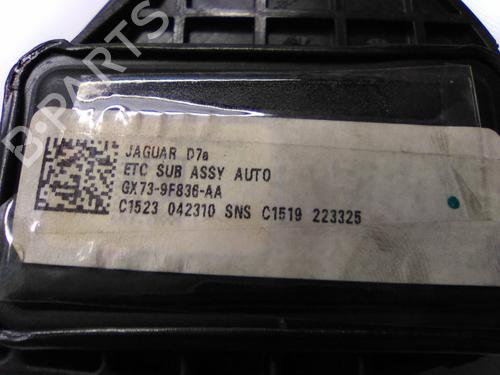 B-PARTS
JAGUAR D7a
ETC SUB ASSY AUTO
GX73-9F836-AA
C1523 042310 SNS C1519 223325